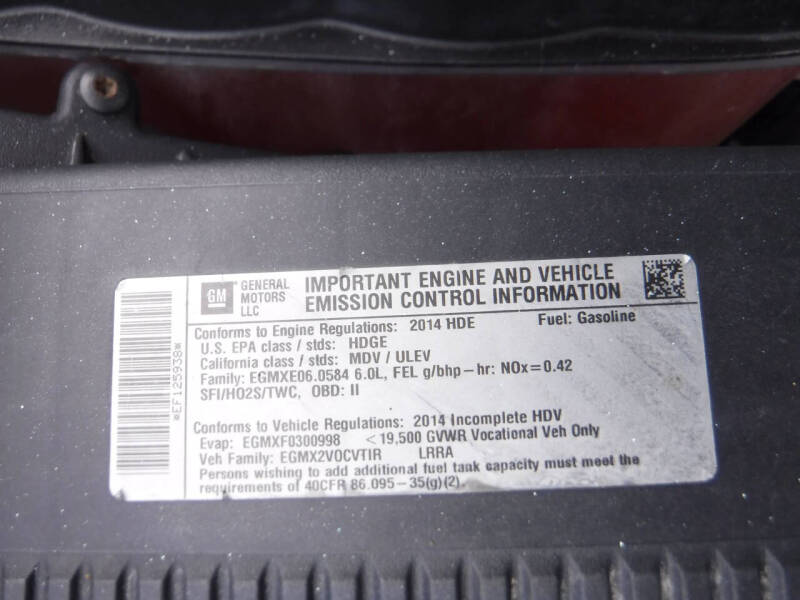 *EF125938*
GM
GENERAL
MOTORS
LLC
IMPORTANT ENGINE AND VEHICLE
EMISSION CONTROL INFORMATION
Conforms to Engine Regulations: 2014 HDE Fuel: Gasoline
U.S. EPA class / stds: HDGE
California class / stds: MDV / ULEV
Family: EGMXE06.0584 6.0L, FEL g/bhp-hr: NOx=0.42
SFI/HO2S/TWC, OBD: II
Conforms to Vehicle Regulations: 2014 Incomplete HDV
Evap: EGMXF0300998 <19,500 GVWR Vocational Veh Only
Veh Family: EGMX2VOCVTIR LRRA
Persons wishing to add additional fuel tank capacity must meet the
requirements of 40CFR 86.095-35(g)(2).